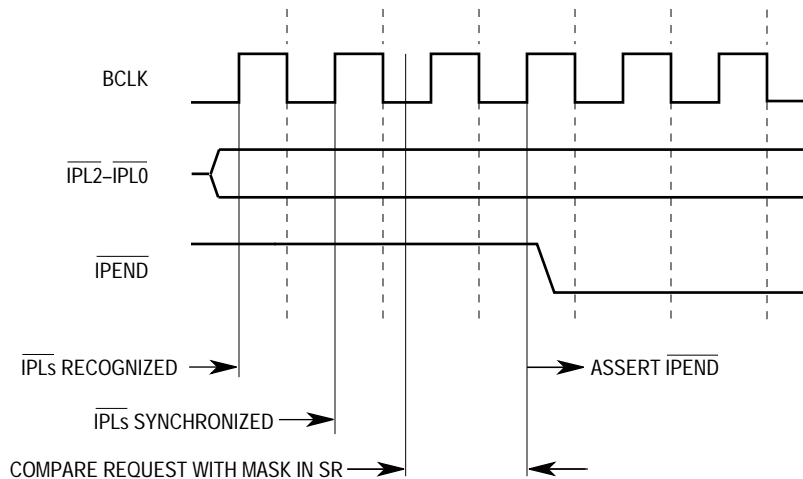 BCLK
IPL2–IPL0
IPEND
IPLs RECOGNIZED
ASSERT IPEND
IPLs SYNCHRONIZED
COMPARE REQUEST WITH MASK IN SR